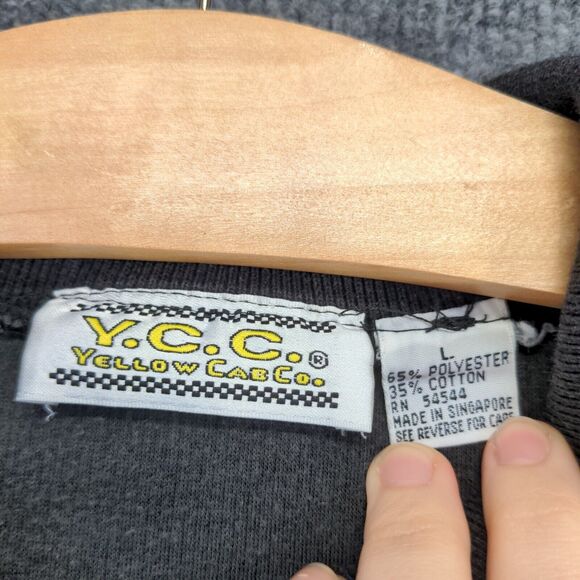 Y.C.C.®
YELLOW CAB CO.
L
65% POLYESTER
35% COTTON
RN 54544
MADE IN SINGAPORE
SEE REVERSE FOR CARE